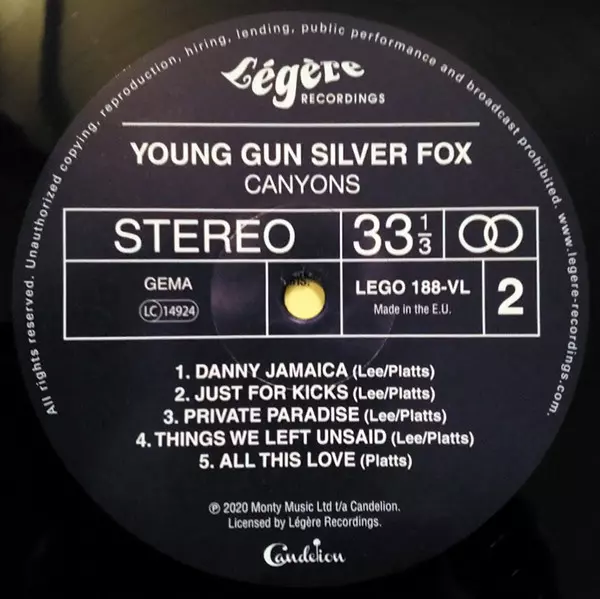 All rights reserved. Unauthorized copying, reproduction, hiring, lending, public performance and broadcast prohibited. www.legere-recordings.com.
Légère
RECORDINGS
YOUNG GUN SILVER FOX
CANYONS
STEREO
33 1/3
GEMA
LC 14924
LEGO 188-VL
Made in the E.U.
2
1. DANNY JAMAICA (Lee/Platts)
2. JUST FOR KICKS (Lee/Platts)
3. PRIVATE PARADISE (Lee/Platts)
4. THINGS WE LEFT UNSAID (Lee/Platts)
5. ALL THIS LOVE (Platts)
℗ 2020 Monty Music Ltd t/a Candelion.
Licensed by Légère Recordings.
Candelion